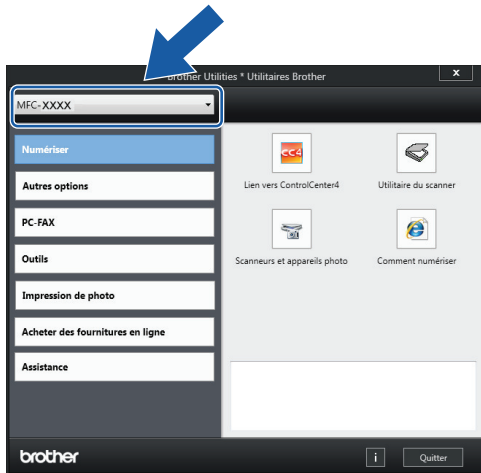 Brother Utilities * Utilitaires Brother
x
MFC-XXXX
Numériser
Autres options
PC-FAX
Outils
Impression de photo
Acheter des fournitures en ligne
Assistance
CC4
Lien vers ControlCenter4
Utilitaire du scanner
Scanneurs et appareils photo
Comment numériser
brother
i
Quitter